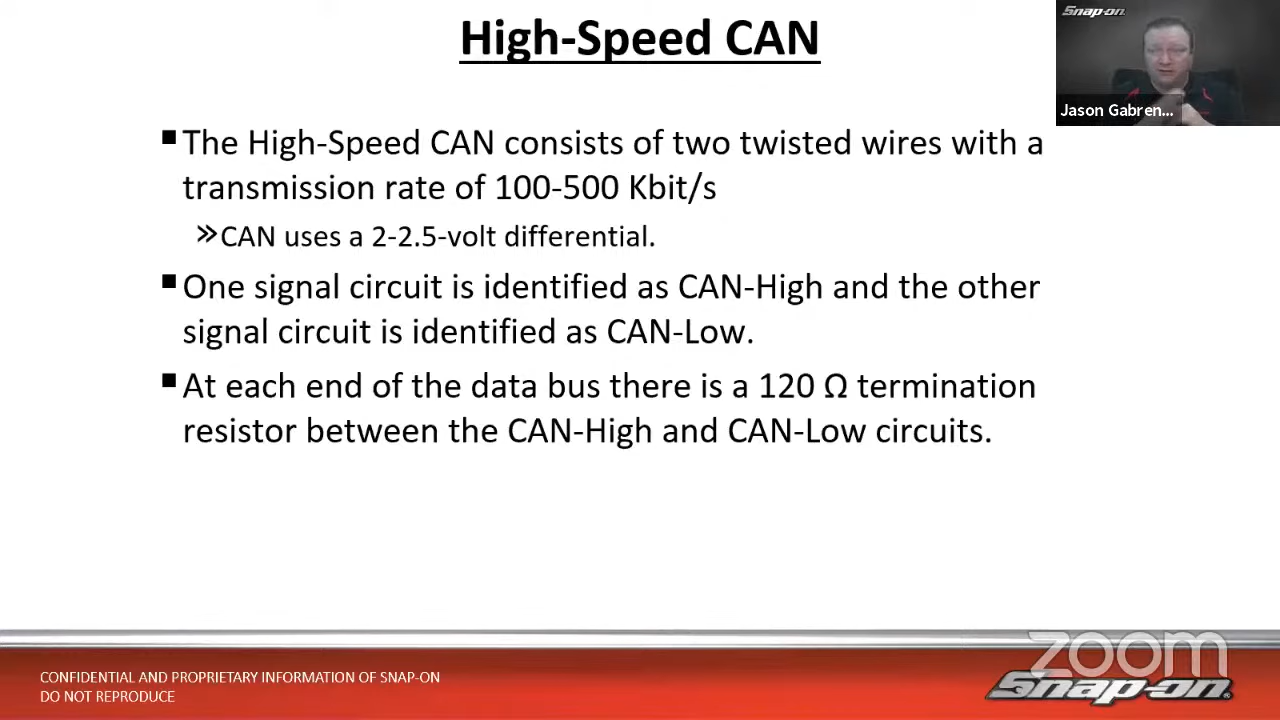 High-Speed CAN
Snap-on
Jason Gabren...
▪ The High-Speed CAN consists of two twisted wires with a
transmission rate of 100-500 Kbit/s
» CAN uses a 2-2.5-volt differential.
▪ One signal circuit is identified as CAN-High and the other
signal circuit is identified as CAN-Low.
▪ At each end of the data bus there is a 120 Ω termination
resistor between the CAN-High and CAN-Low circuits.
zoom
CONFIDENTIAL AND PROPRIETARY INFORMATION OF SNAP-ON
DO NOT REPRODUCE
Snap-on